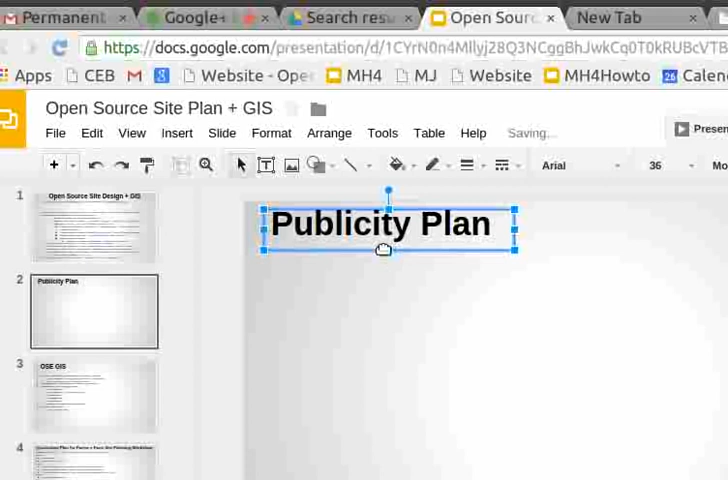 Permanent
Google+
Search resu
Open Sourc
New Tab
https://docs.google.com/presentation/d/1CYrN0n4MIlyj28Q3NCggBhJwkCq0T0kRUBcVTB
Apps CEB Website - Ope MH4 MJ Website MH4Howto Calen
Open Source Site Plan + GIS
File Edit View Insert Slide Format Arrange Tools Table Help Saving...
Presen
Arial 36 Mo
1
Open Source Site Design + GIS
Publicity Plan
2
Publicity Plan
3
OSE GIS
4